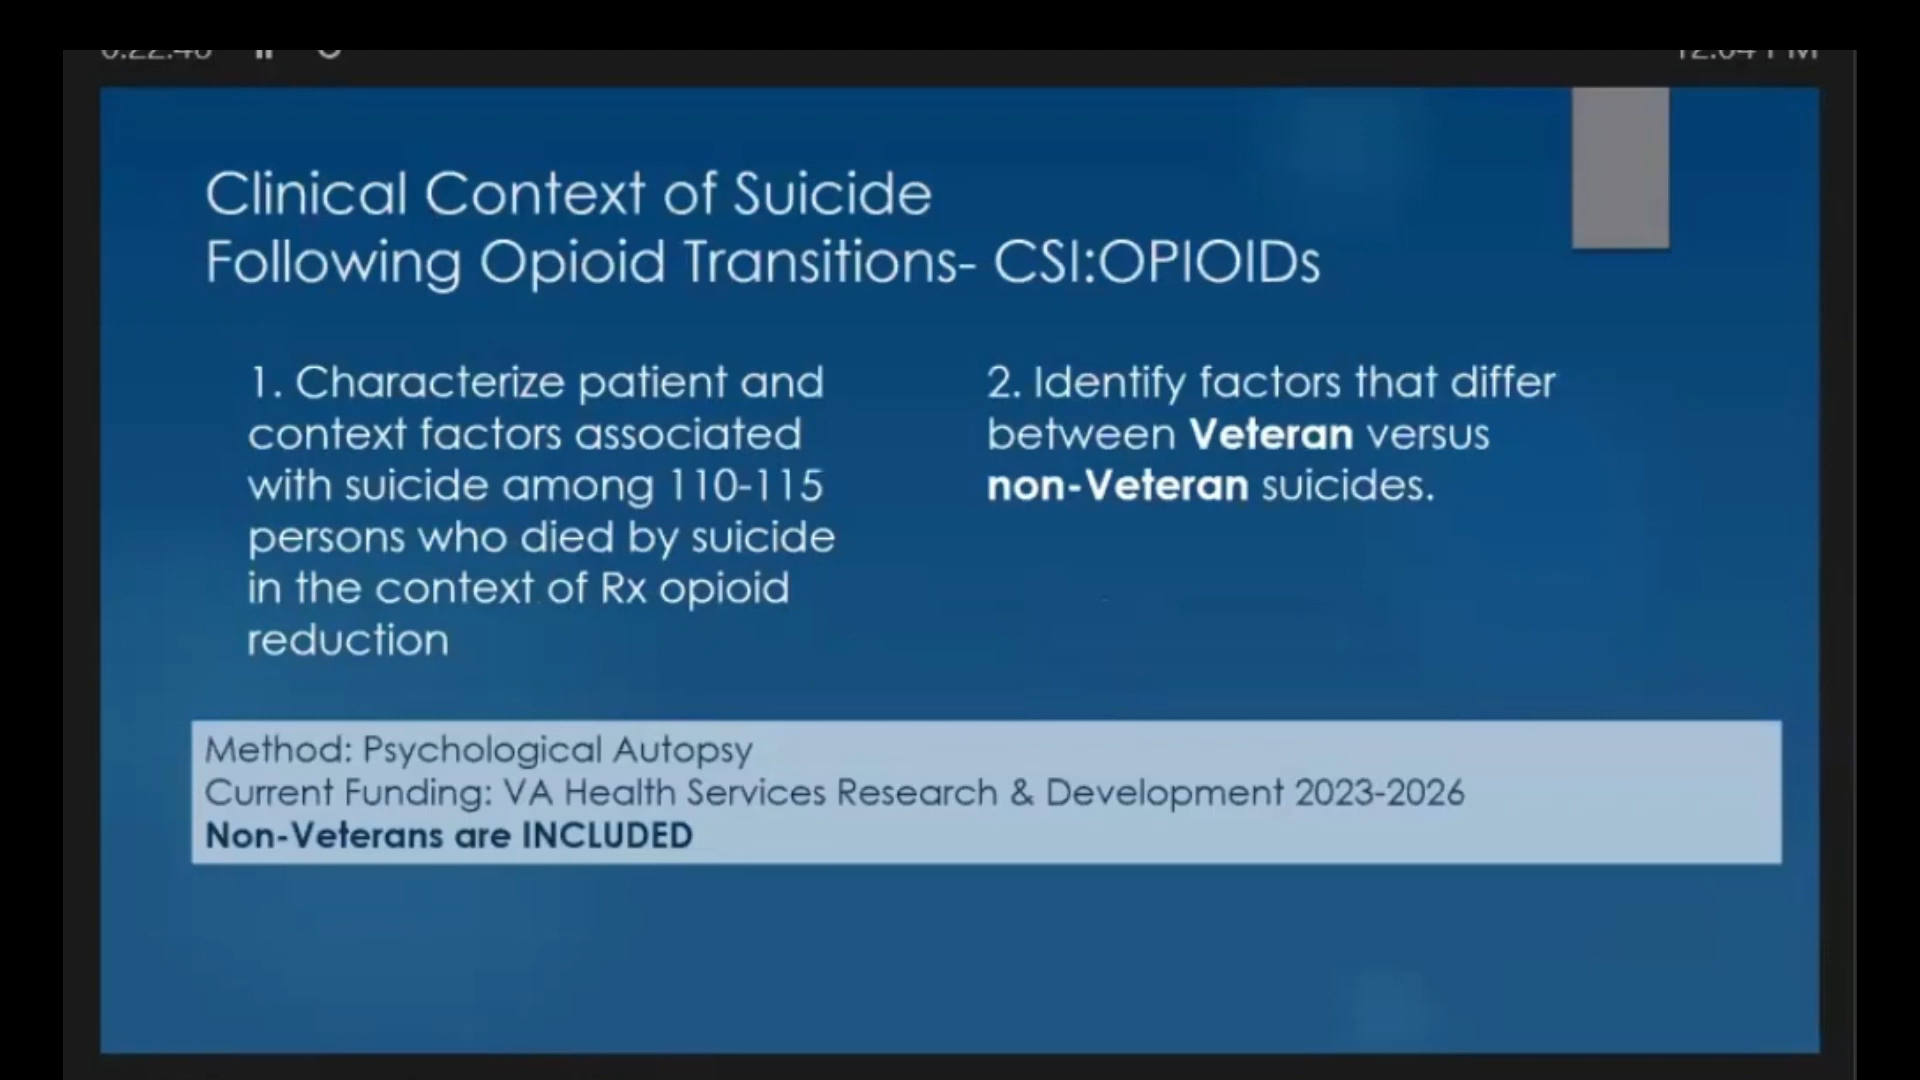 Clinical Context of Suicide
Following Opioid Transitions- CSI:OPIOIDs
1. Characterize patient and
context factors associated
with suicide among 110-115
persons who died by suicide
in the context of Rx opioid
reduction
2. Identify factors that differ
between Veteran versus
non-Veteran suicides.
Method: Psychological Autopsy
Current Funding: VA Health Services Research & Development 2023-2026
Non-Veterans are INCLUDED